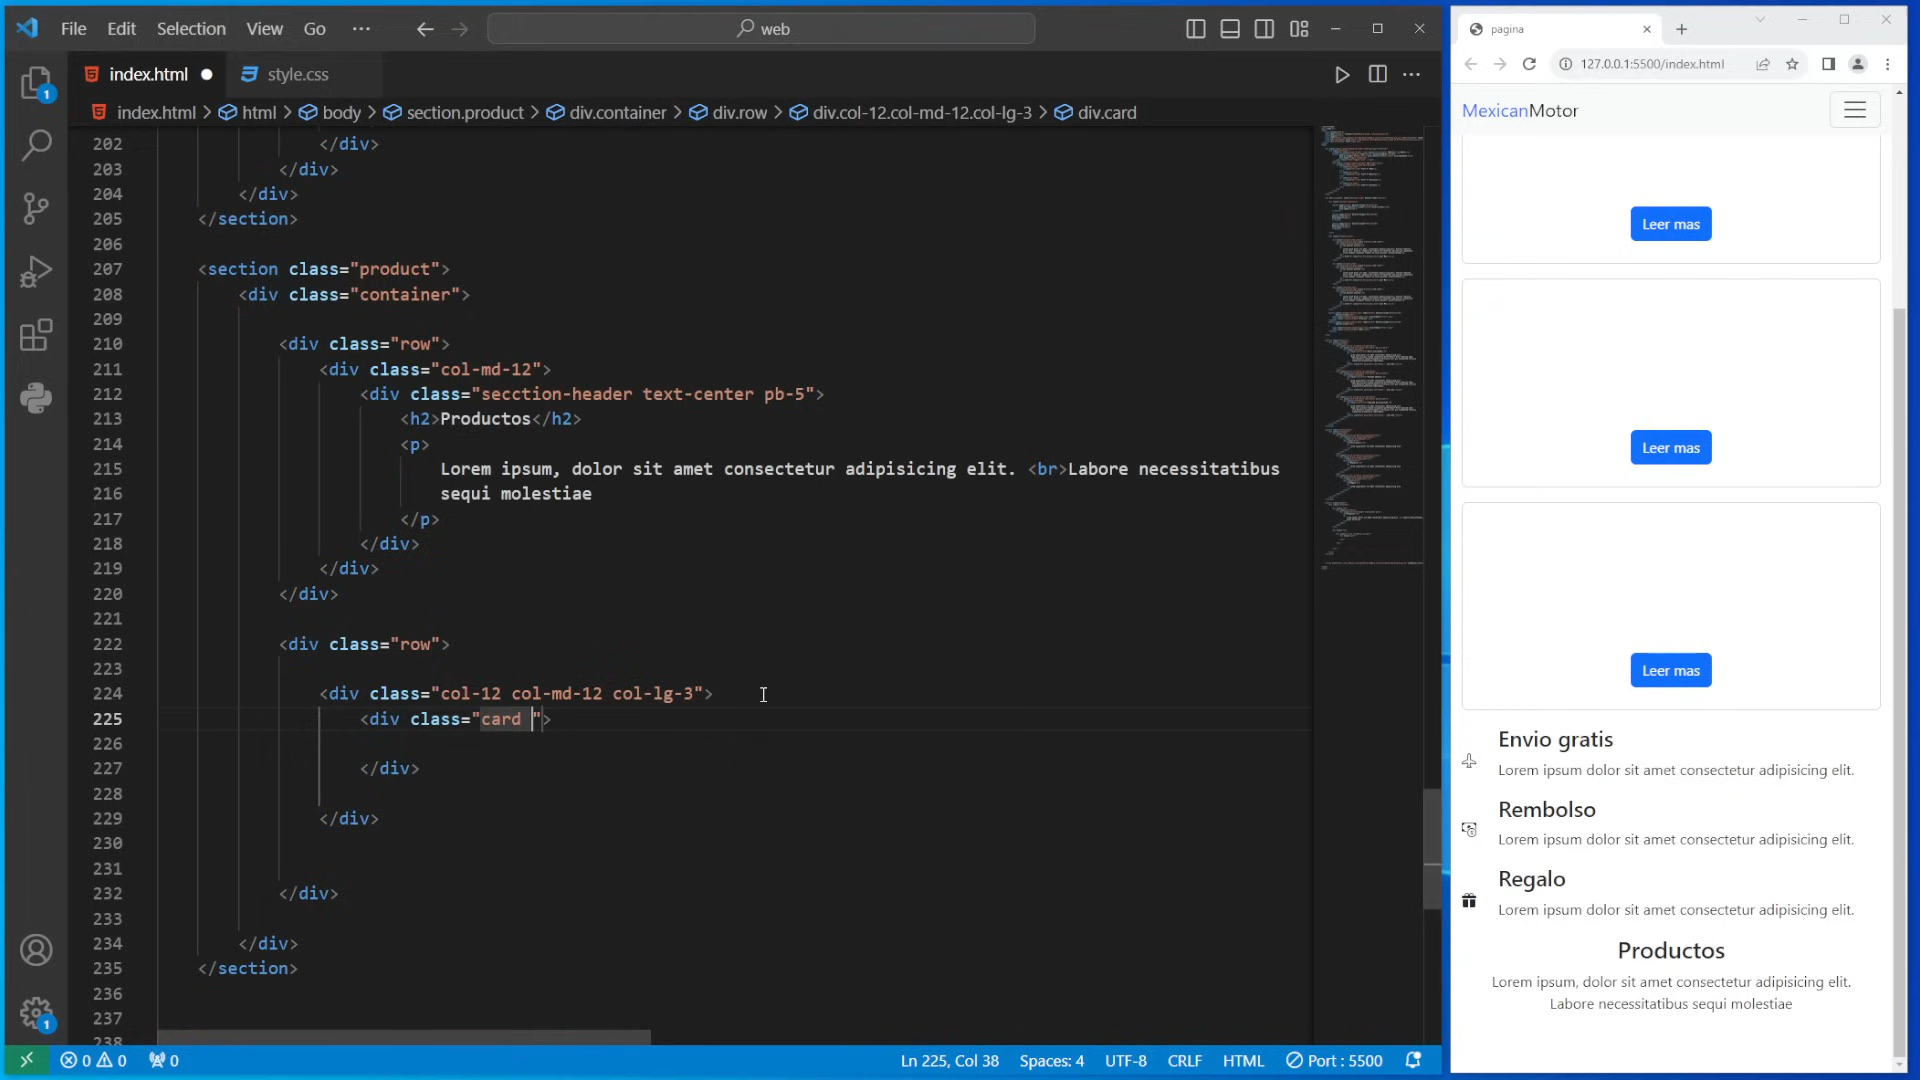 File Edit Selection View Go ··· web
index.html style.css
index.html > html > body > section.product > div.container > div.row > div.col-12.col-md-12.col-lg-3 > div.card
202 </div>
203 </div>
204 </div>
205 </section>
206
207 <section class="product">
208 <div class="container">
209
210 <div class="row">
211 <div class="col-md-12">
212 <div class="secction-header text-center pb-5">
213 <h2>Productos</h2>
214 <p>
215 Lorem ipsum, dolor sit amet consectetur adipisicing elit. <br>Labore necessitatibus
216 sequi molestiae
217 </p>
218 </div>
219 </div>
220 </div>
221
222 <div class="row">
223
224 <div class="col-12 col-md-12 col-lg-3">
225 <div class="card ">
226
227 </div>
228
229 </div>
230
231
232 </div>
233
234 </div>
235 </section>
236
237
238
1
1
0 0 0 Ln 225, Col 38 Spaces: 4 UTF-8 CRLF HTML Port : 5500
pagina
127.0.0.1:5500/index.html
MexicanMotor
Leer mas
Leer mas
Leer mas
Envio gratis
Lorem ipsum dolor sit amet consectetur adipisicing elit.
Rembolso
Lorem ipsum dolor sit amet consectetur adipisicing elit.
Regalo
Lorem ipsum dolor sit amet consectetur adipisicing elit.
Productos
Lorem ipsum, dolor sit amet consectetur adipisicing elit.
Labore necessitatibus sequi molestiae